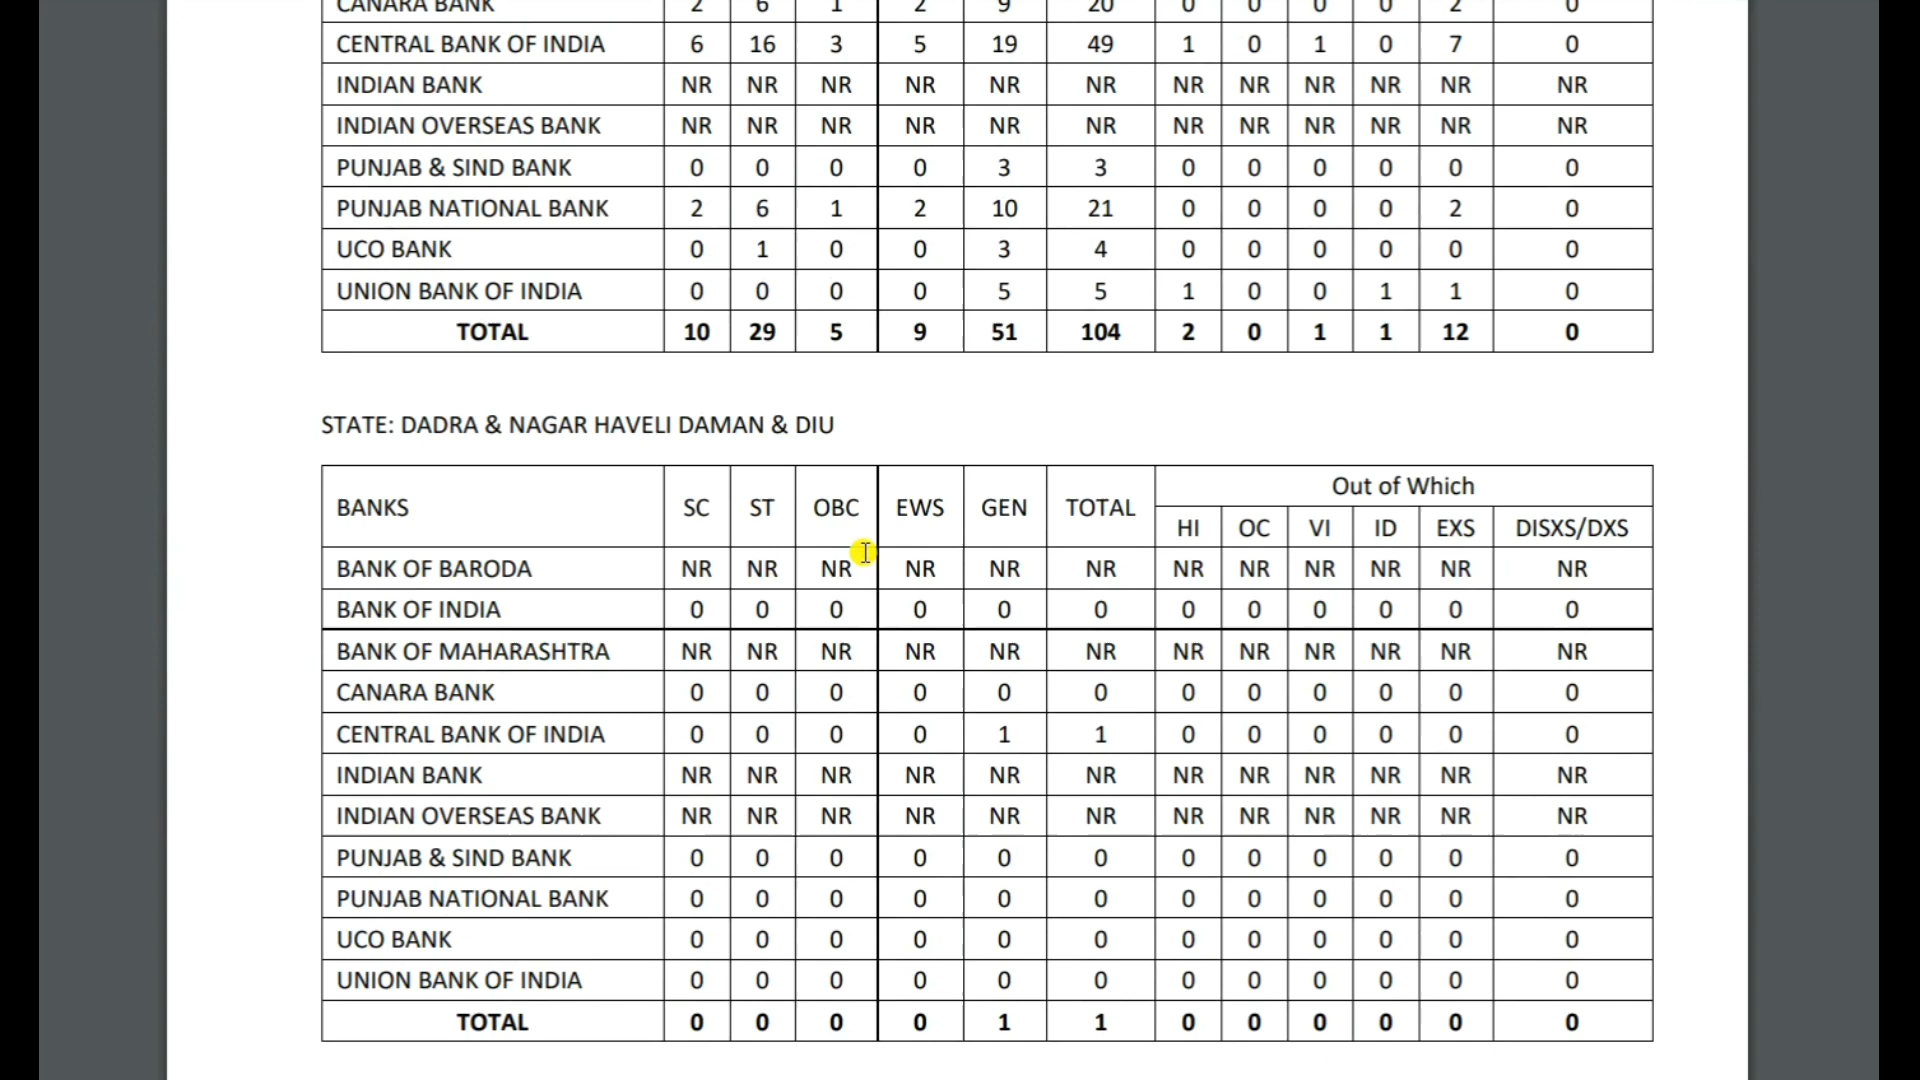 CANARA BANK 2 6 1 2 9 20 0 0 0 0 2 0
CENTRAL BANK OF INDIA 6 16 3 5 19 49 1 0 1 0 7 0
INDIAN BANK NR NR NR NR NR NR NR NR NR NR NR NR
INDIAN OVERSEAS BANK NR NR NR NR NR NR NR NR NR NR NR NR
PUNJAB & SIND BANK 0 0 0 0 3 3 0 0 0 0 0 0
PUNJAB NATIONAL BANK 2 6 1 2 10 21 0 0 0 0 2 0
UCO BANK 0 1 0 0 3 4 0 0 0 0 0 0
UNION BANK OF INDIA 0 0 0 0 5 5 1 0 0 1 1 0
TOTAL 10 29 5 9 51 104 2 0 1 1 12 0
STATE: DADRA & NAGAR HAVELI DAMAN & DIU
BANKS SC ST OBC EWS GEN TOTAL Out of Which
HI OC VI ID EXS DISXS/DXS
BANK OF BARODA NR NR NR NR NR NR NR NR NR NR NR NR
BANK OF INDIA 0 0 0 0 0 0 0 0 0 0 0 0
BANK OF MAHARASHTRA NR NR NR NR NR NR NR NR NR NR NR NR
CANARA BANK 0 0 0 0 0 0 0 0 0 0 0 0
CENTRAL BANK OF INDIA 0 0 0 0 1 1 0 0 0 0 0 0
INDIAN BANK NR NR NR NR NR NR NR NR NR NR NR NR
INDIAN OVERSEAS BANK NR NR NR NR NR NR NR NR NR NR NR NR
PUNJAB & SIND BANK 0 0 0 0 0 0 0 0 0 0 0 0
PUNJAB NATIONAL BANK 0 0 0 0 0 0 0 0 0 0 0 0
UCO BANK 0 0 0 0 0 0 0 0 0 0 0 0
UNION BANK OF INDIA 0 0 0 0 0 0 0 0 0 0 0 0
TOTAL 0 0 0 0 1 1 0 0 0 0 0 0